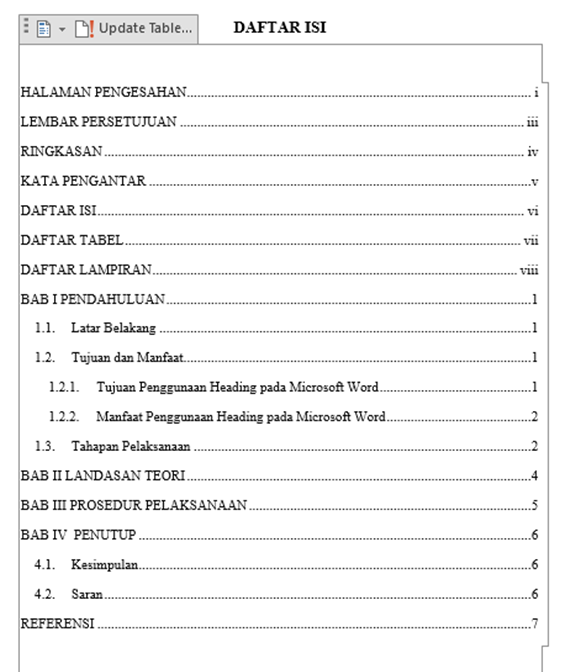 Update Table...
DAFTAR ISI
HALAMAN PENGESAHAN i
LEMBAR PERSETUJUAN iii
RINGKASAN iv
KATA PENGANTAR v
DAFTAR ISI vi
DAFTAR TABEL vii
DAFTAR LAMPIRAN viii
BAB I PENDAHULUAN 1
1.1. Latar Belakang 1
1.2. Tujuan dan Manfaat 1
1.2.1. Tujuan Penggunaan Heading pada Microsoft Word 1
1.2.2. Manfaat Penggunaan Heading pada Microsoft Word 2
1.3. Tahapan Pelaksanaan 2
BAB II LANDASAN TEORI 4
BAB III PROSEDUR PELAKSANAAN 5
BAB IV PENUTUP 6
4.1. Kesimpulan 6
4.2. Saran 6
REFERENSI 7